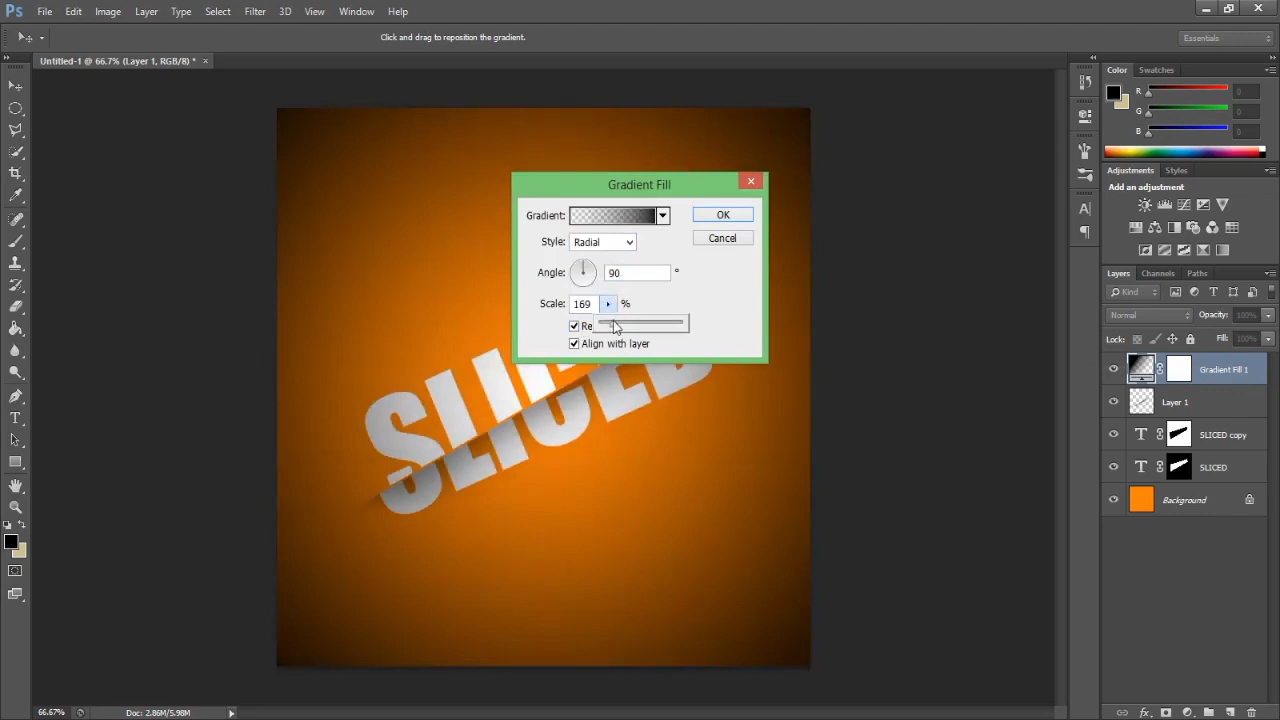 Ps File Edit Image Layer Type Select Filter 3D View Window Help
Click and drag to reposition the gradient.
Essentials
Untitled-1 @ 66.7% (Layer 1, RGB/8) * ×
Color Swatches
R 0
G 0
B 0
Adjustments Styles
Add an adjustment
Gradient Fill
Gradient:
OK
Style: Radial
Cancel
Angle: 90 °
Scale: 169 %
Re
Align with layer
SLICED
Layers Channels Paths
Kind
Normal Opacity: 100%
Lock: Fill: 100%
Gradient Fill 1
Layer 1
SLICED copy
SLICED
Background
66.67% Doc: 2.86M/5.98M